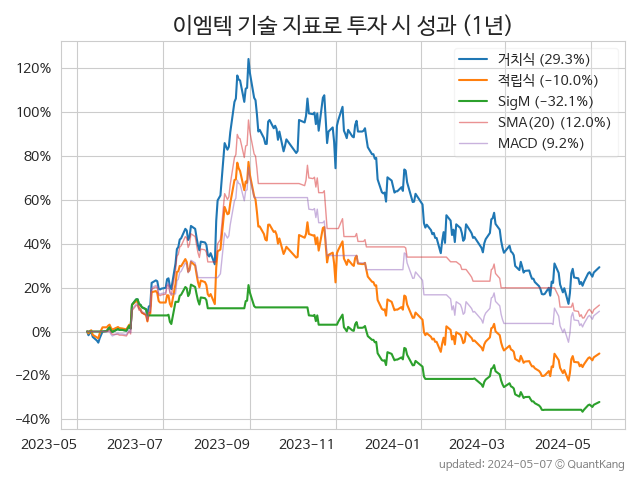 이엠텍 기술 지표로 투자 시 성과 (1년)
거치식 (29.3%)
적립식 (−10.0%)
SigM (−32.1%)
SMA(20) (12.0%)
MACD (9.2%)
120%
100%
80%
60%
40%
20%
0%
−20%
−40%
2023-05 2023-07 2023-09 2023-11 2024-01 2024-03 2024-05
updated: 2024-05-07 © QuantKang